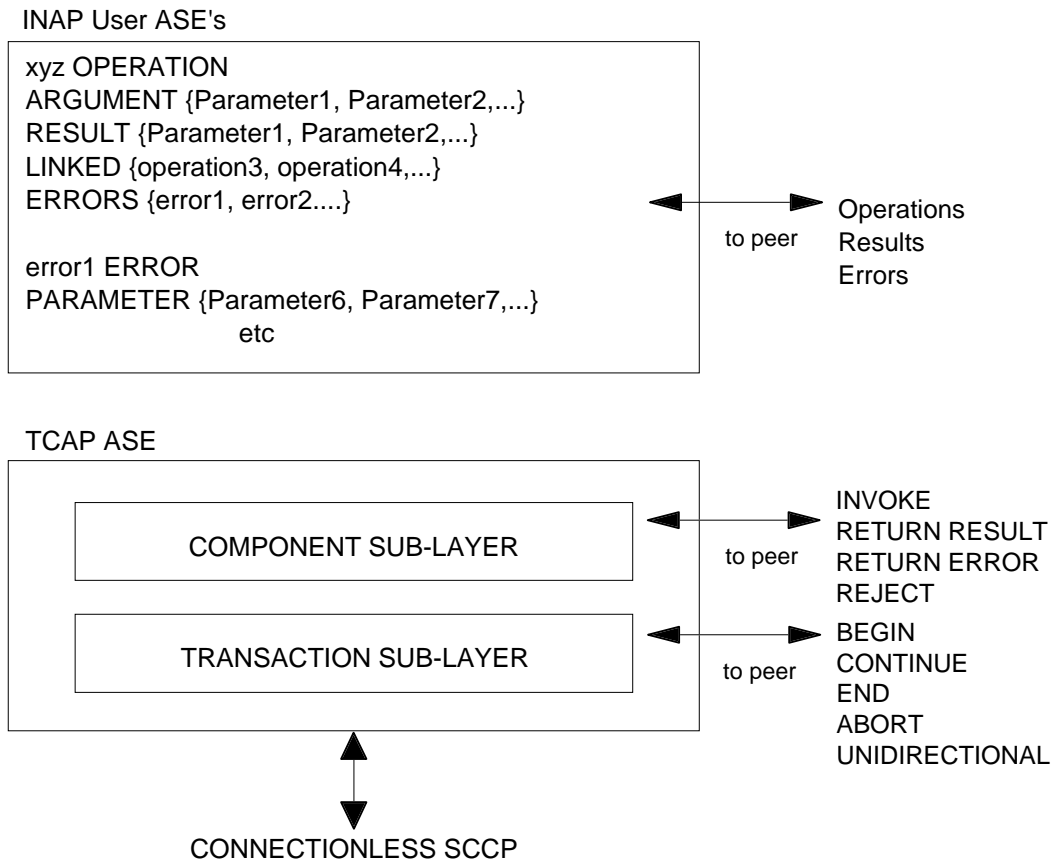 INAP User ASE's
xyz OPERATION
ARGUMENT {Parameter1, Parameter2,...}
RESULT {Parameter1, Parameter2,...}
LINKED {operation3, operation4,...}
ERRORS {error1, error2....}
error1 ERROR
PARAMETER {Parameter6, Parameter7,...}
etc
to peer
Operations
Results
Errors
TCAP ASE
COMPONENT SUB-LAYER
to peer
INVOKE
RETURN RESULT
RETURN ERROR
REJECT
TRANSACTION SUB-LAYER
to peer
BEGIN
CONTINUE
END
ABORT
UNIDIRECTIONAL
CONNECTIONLESS SCCP